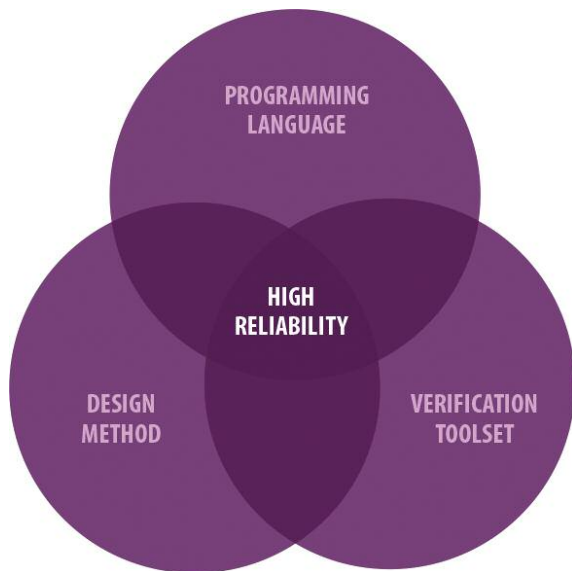 PROGRAMMING
LANGUAGE
HIGH
RELIABILITY
DESIGN
METHOD
VERIFICATION
TOOLSET